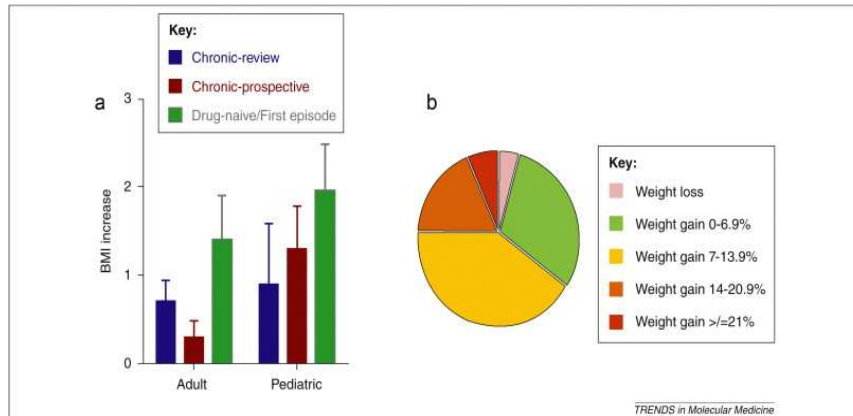 Key:
Chronic-review
Chronic-prospective
Drug-naive/First episode
a
3
2
1
0
BMI increase
Adult
Pediatric
b
Key:
Weight loss
Weight gain 0-6.9%
Weight gain 7-13.9%
Weight gain 14-20.9%
Weight gain >/=21%
TRENDS in Molecular Medicine